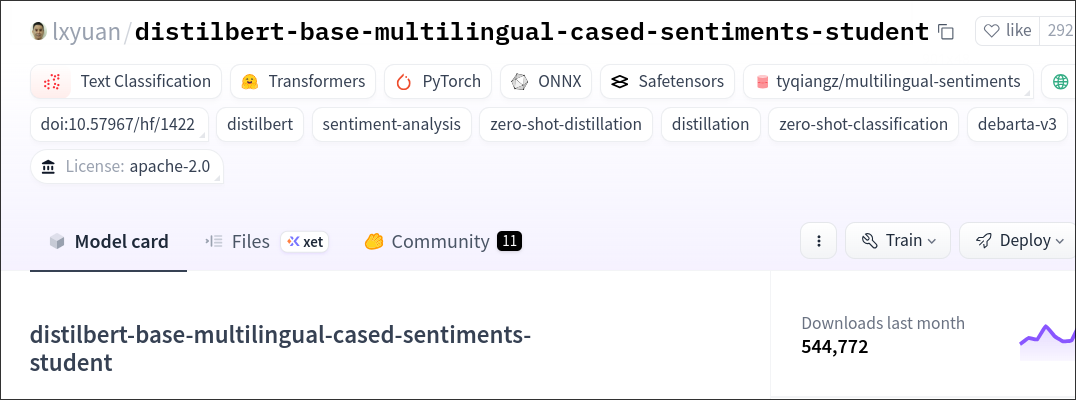 lxyuan/distilbert-base-multilingual-cased-sentiments-student like 292
Text Classification Transformers PyTorch ONNX Safetensors tyqiangz/multilingual-sentiments
doi:10.57967/hf/1422 distilbert sentiment-analysis zero-shot-distillation distillation zero-shot-classification debarta-v3
License: apache-2.0
Model card Files xet Community 11 Train Deploy
distilbert-base-multilingual-cased-sentiments-
student
Downloads last month
544,772